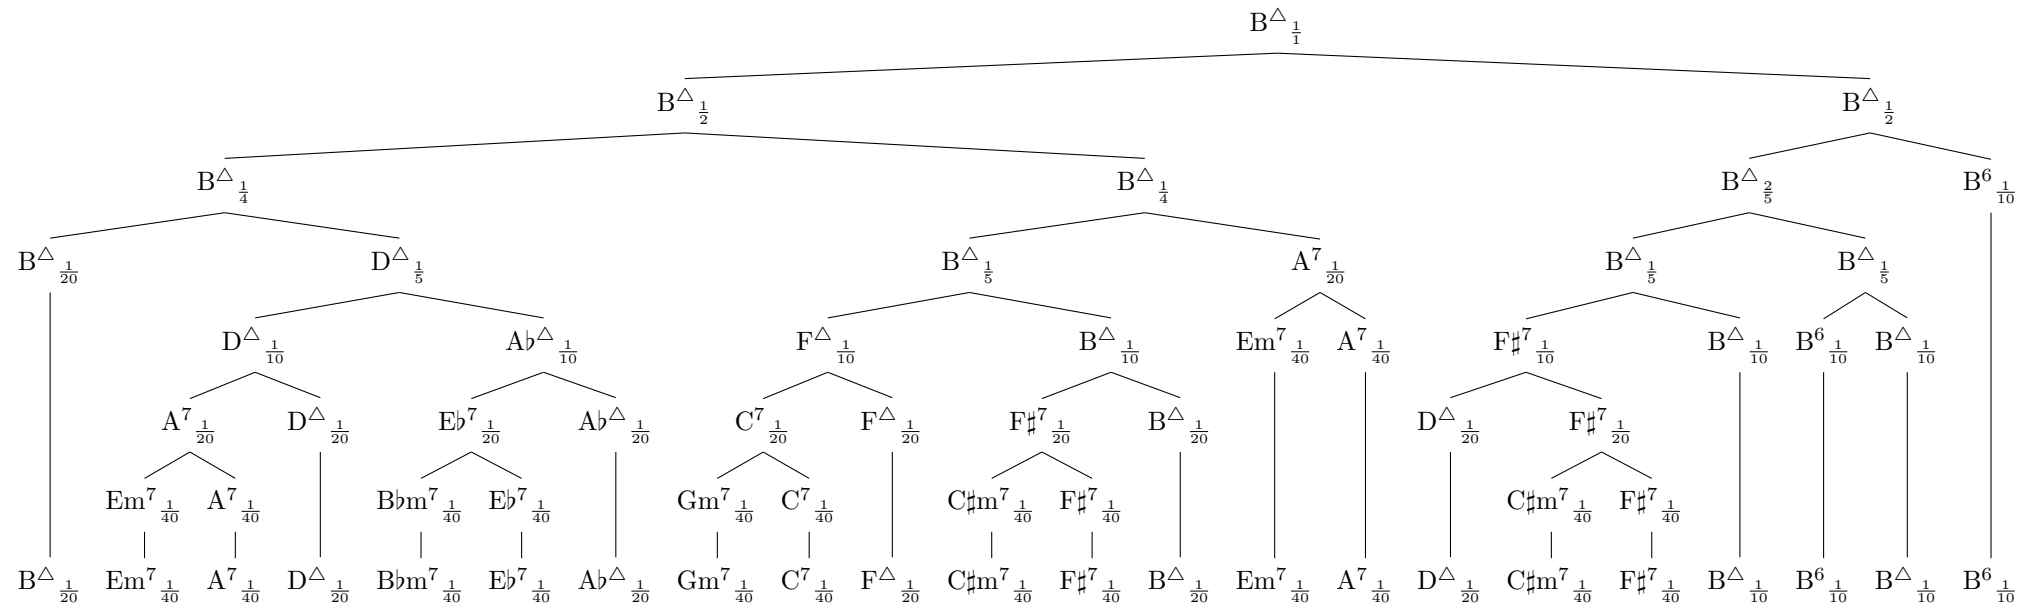 B△ 1/1
B△ 1/2 B△ 1/2
B△ 1/4 B△ 1/4 B△ 2/5 B6 1/10
B△ 1/20 D△ 1/5 B△ 1/5 A7 1/20 B△ 1/5 B△ 1/5
D△ 1/10 A♭△ 1/10 F△ 1/10 B△ 1/10 Em7 1/40 A7 1/40 F♯7 1/10 B△ 1/10 B6 1/10 B△ 1/10
A7 1/20 D△ 1/20 E♭7 1/20 A♭△ 1/20 C7 1/20 F△ 1/20 F♯7 1/20 B△ 1/20 D△ 1/20 F♯7 1/20
Em7 1/40 A7 1/40 B♭m7 1/40 E♭7 1/40 Gm7 1/40 C7 1/40 C♯m7 1/40 F♯7 1/40 C♯m7 1/40 F♯7 1/40
B△ 1/20 Em7 1/40 A7 1/40 D△ 1/20 B♭m7 1/40 E♭7 1/40 A♭△ 1/20 Gm7 1/40 C7 1/40 F△ 1/20 C♯m7 1/40 F♯7 1/40 B△ 1/20 Em7 1/40 A7 1/40 D△ 1/20 C♯m7 1/40 F♯7 1/40 B△ 1/10 B6 1/10 B△ 1/10 B6 1/10